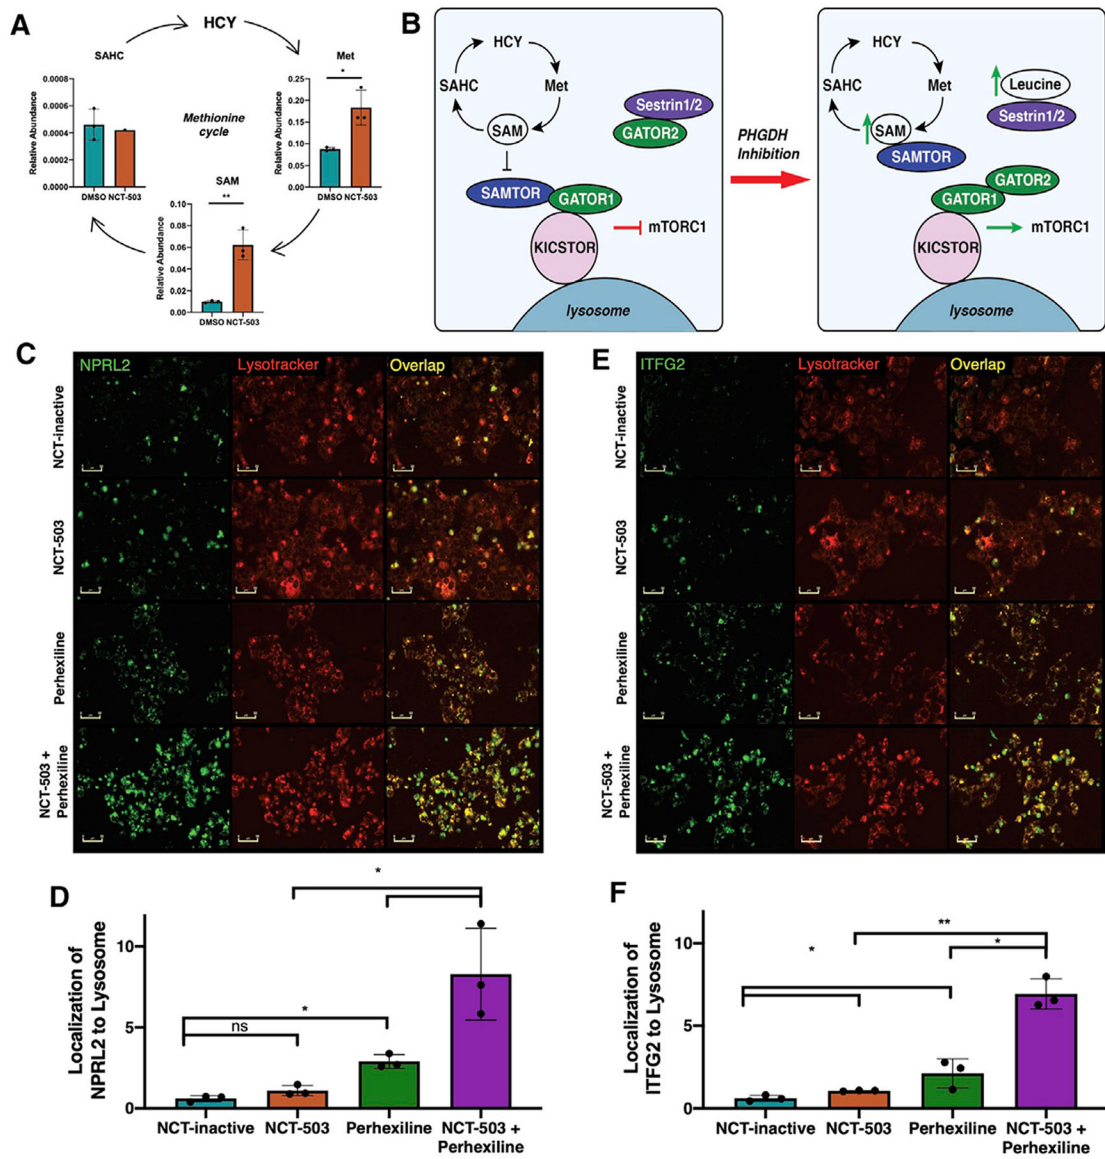 A
HCY
SAHC
Relative Abundance
0.0008
0.0006
0.0004
0.0002
0.0000
DMSO NCT-503
Methionine
cycle
Met
Relative Abundance
0.25
0.20
0.15
0.10
0.05
0.00
*
DMSO NCT-503
SAM
Relative Abundance
0.10
0.08
0.06
0.04
0.02
0.00
**
DMSO NCT-503
B
HCY
SAHC
Met
SAM
Sestrin1/2
GATOR2
SAMTOR
GATOR1
KICSTOR
mTORC1
lysosome
PHGDH
Inhibition
HCY
SAHC
Met
SAM
SAMTOR
Leucine
Sestrin1/2
GATOR2
GATOR1
KICSTOR
mTORC1
lysosome
C
NPRL2
Lysotracker
Overlap
NCT-inactive
NCT-503
Perhexiline
NCT-503 +
Perhexiline
E
ITFG2
Lysotracker
Overlap
NCT-inactive
NCT-503
Perhexiline
NCT-503 +
Perhexiline
D
Localization of
NPRL2 to Lysosome
10
5
0
ns
*
*
NCT-inactive
NCT-503
Perhexiline
NCT-503 +
Perhexiline
F
Localization of
ITFG2 to Lysosome
10
5
0
*
**
*
NCT-inactive
NCT-503
Perhexiline
NCT-503 +
Perhexiline